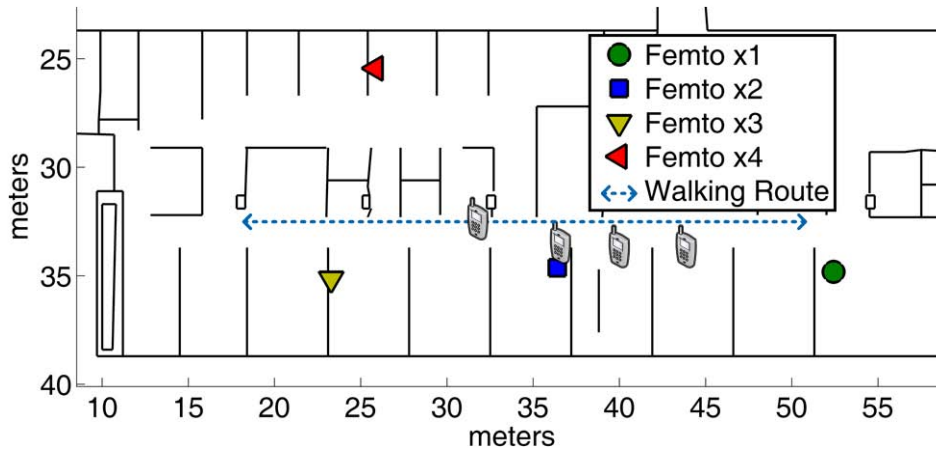 25
Femto x1
Femto x2
Femto x3
30
Femto x4
Walking Route
meters
35
40
10 15 20 25 30 35 40 45 50 55
meters